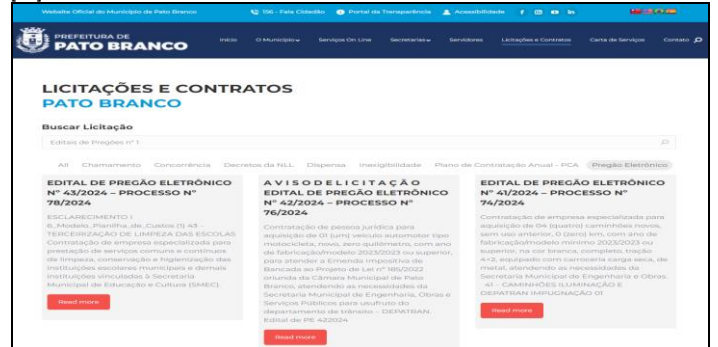 Website Oficial do Município de Pato Branco
156 - Fala Cidadão
Portal da Transparência
Acessibilidade
PREFEITURA DE
PATO BRANCO
Início
O Município
Serviços On Line
Secretarias
Servidores
Licitações e Contratos
Carta de Serviços
Contato
LICITAÇÕES E CONTRATOS
PATO BRANCO
Buscar Licitação
Editais de Pregões nº 1
All
Chamamento
Concorrência
Decretos da NLL
Dispensa
Inexigibilidade
Plano de Contratação Anual - PCA
Pregão Eletrônico
EDITAL DE PREGÃO ELETRÔNICO
Nº 43/2024 – PROCESSO Nº
78/2024
ESCLARECIMENTO I
6_Modelo_Planilha_de_Custos (1) 43 -
TERCEIRIZAÇÃO DE LIMPEZA DAS ESCOLAS
Contratação de empresa especializada para
prestação de serviços comuns e contínuos
de limpeza, conservação e higienização das
instituições escolares municipais e demais
instituições vinculadas à Secretaria
Municipal de Educação e Cultura (SMEC).
Read more
A V I S O D E L I C I T A Ç Ã O
EDITAL DE PREGÃO ELETRÔNICO
Nº 42/2024 – PROCESSO Nº
76/2024
Contratação de pessoa jurídica para
aquisição de 01 (um) veículo automotor tipo
motocicleta, novo, zero quilômetro, com ano
de fabricação/modelo 2023/2023 ou superior,
para atender a Emenda Impositiva de
Bancada ao Projeto de Lei nº 185/2022
oriunda da Câmara Municipal de Pato
Branco, atendendo as necessidades da
Secretaria Municipal de Engenharia, Obras e
Serviços Públicos para usufruto do
departamento de trânsito – DEPATRAN.
Edital de PE 422024
Read more
EDITAL DE PREGÃO ELETRÔNICO
Nº 41/2024 – PROCESSO Nº
74/2024
Contratação de empresa especializada para
aquisição de 04 (quatro) caminhões novos,
sem uso anterior, 0 (zero) km, com ano de
fabricação/modelo mínimo 2023/2023 ou
superior, na cor branca, completo, tração
4×2, equipado com carroceria carga seca, de
metal, atendendo as necessidades da
Secretaria Municipal de Engenharia e Obras.
41 - CAMINHÕES ILUMINAÇÃO E
DEPATRAN IMPUGNAÇÃO 01
Read more